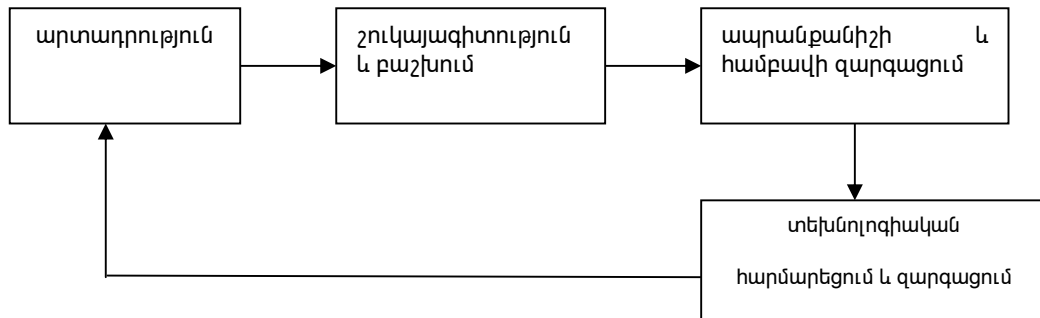 արտադրություն
շուկայագիտություն
և բաշխում
ապրանքանիշի և
համբավի զարգացում
տեխնոլոգիական
հարմարեցում և զարգացում